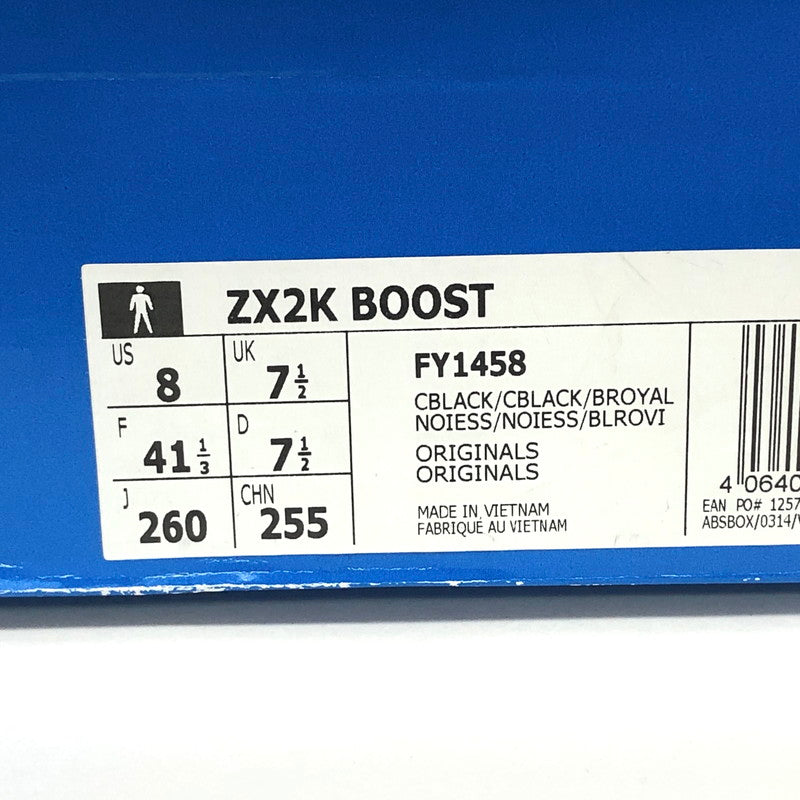 ZX2K BOOST
US 8 UK 7 1/2
F 41 1/3 D 7 1/2
J 260 CHN 255
FY1458
CBLACK/CBLACK/BROYAL
NOIESS/NOIESS/BLROVI
ORIGINALS
ORIGINALS
MADE IN VIETNAM
FABRIQUÉ AU VIETNAM
4 0640
EAN PO# 1257
ABSBOX/0314/